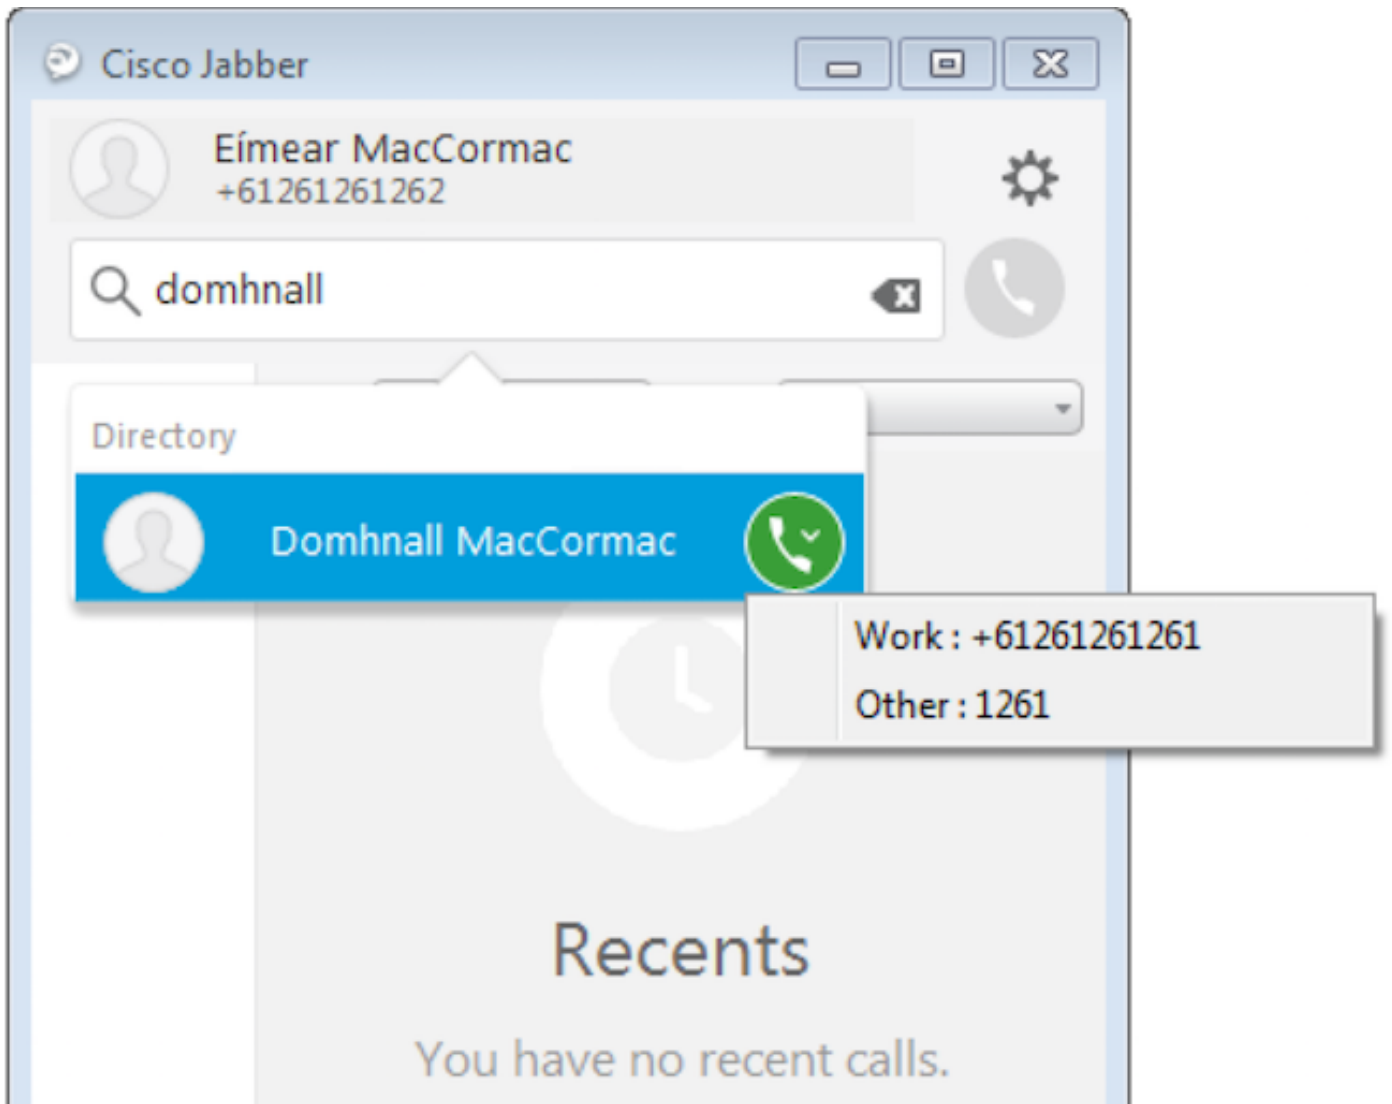 Cisco Jabber
Eímear MacCormac
+61261261262
domhnall
Directory
Domhnall MacCormac
Work : +61261261261
Other : 1261
Recents
You have no recent calls.